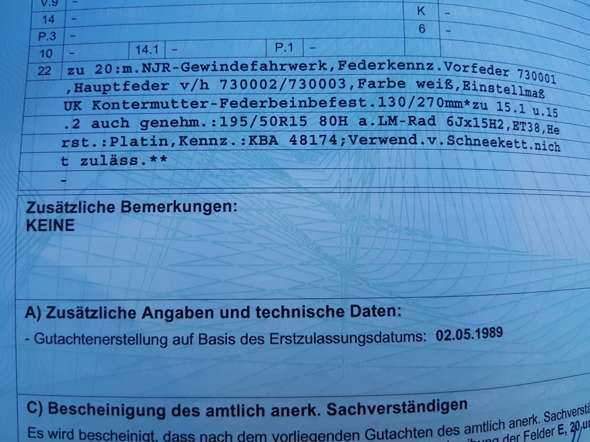 V.9 -
14 - K -
P.3 - 6 -
10 - 14.1 - P.1 -
22 zu 20:m.NJR-Gewindefahrwerk,Federkennz.Vorfeder 730001
,Hauptfeder v/h 730002/730003,Farbe weiß,Einstellmaß
UK Kontermutter-Federbeinbefest.130/270mm*zu 15.1 u.15
.2 auch genehm.:195/50R15 80H a.LM-Rad 6Jx15H2,ET38,He
rst.:Platin,Kennz.:KBA 48174;Verwend.v.Schneekett.nich
t zuläss.**
-
Zusätzliche Bemerkungen:
KEINE
A) Zusätzliche Angaben und technische Daten:
- Gutachtenerstellung auf Basis des Erstzulassungsdatums: 02.05.1989
C) Bescheinigung des amtlich anerk. Sachverständigen
Es wird bescheinigt, dass nach dem vorliegenden Gutachten des amtlich anerk.
der Felder E, 20